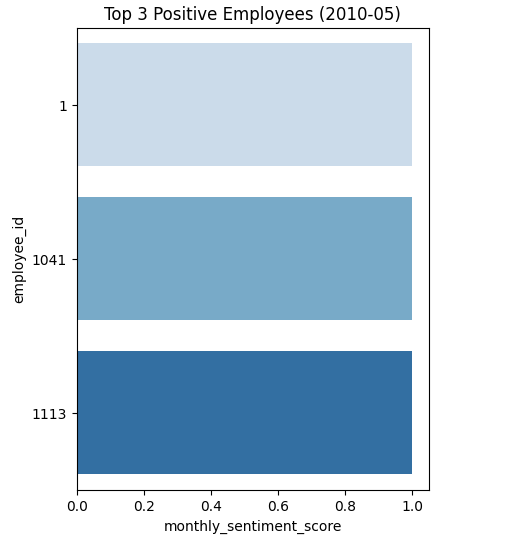 Top 3 Positive Employees (2010-05)
employee_id
1
1041
1113
0.0 0.2 0.4 0.6 0.8 1.0
monthly_sentiment_score